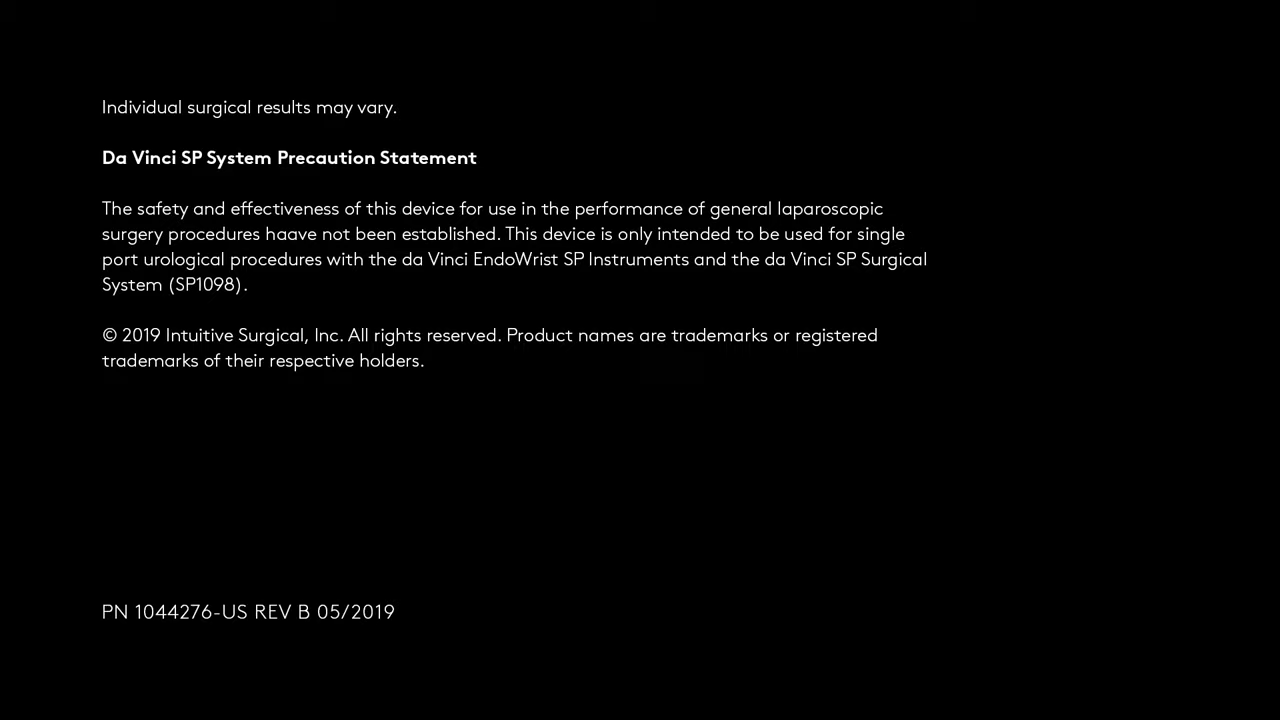 Individual surgical results may vary.
Da Vinci SP System Precaution Statement
The safety and effectiveness of this device for use in the performance of general laparoscopic
surgery procedures haave not been established. This device is only intended to be used for single
port urological procedures with the da Vinci EndoWrist SP Instruments and the da Vinci SP Surgical
System (SP1098).
© 2019 Intuitive Surgical, Inc. All rights reserved. Product names are trademarks or registered
trademarks of their respective holders.
PN 1044276-US REV B 05/2019